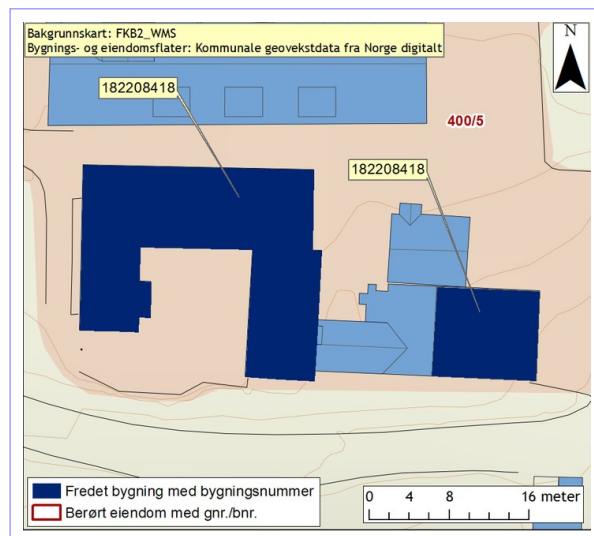 Bakgrunnskart: FKB2_WMS
Bygnings- og eiendomsflater: Kommunale geovekstdata fra Norge digitalt
N
182208418
400/5
182208418
Fredet bygning med bygningsnummer
Berørt eiendom med gnr./bnr.
0 4 8 16 meter